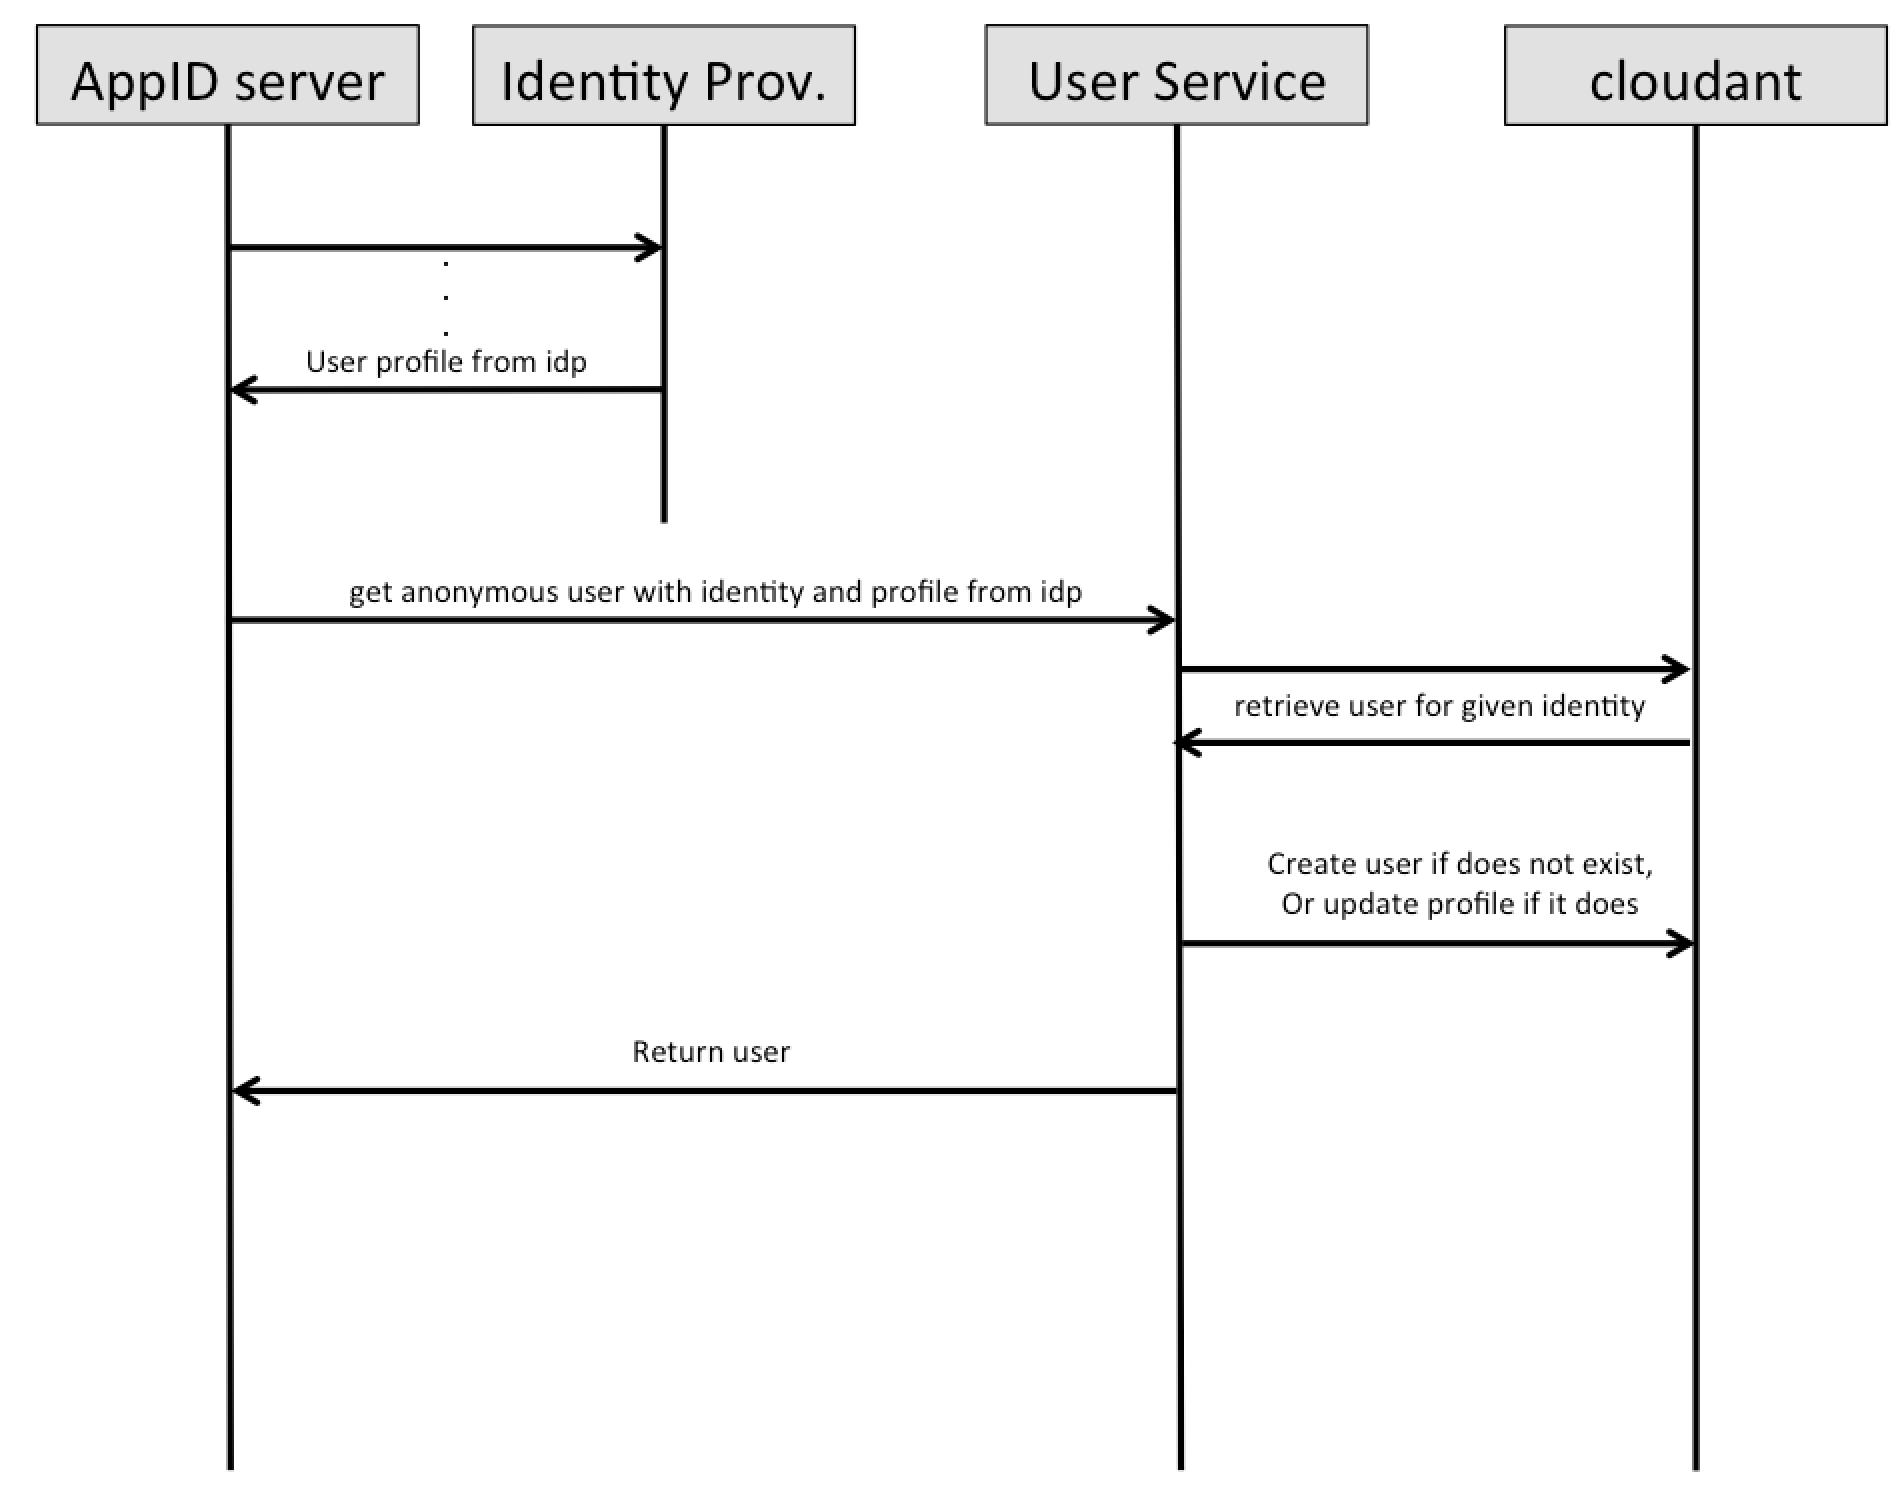 AppID server
Identity Prov.
User Service
cloudant
.
.
.
User profile from idp
get anonymous user with identity and profile from idp
retrieve user for given identity
Create user if does not exist,
Or update profile if it does
Return user